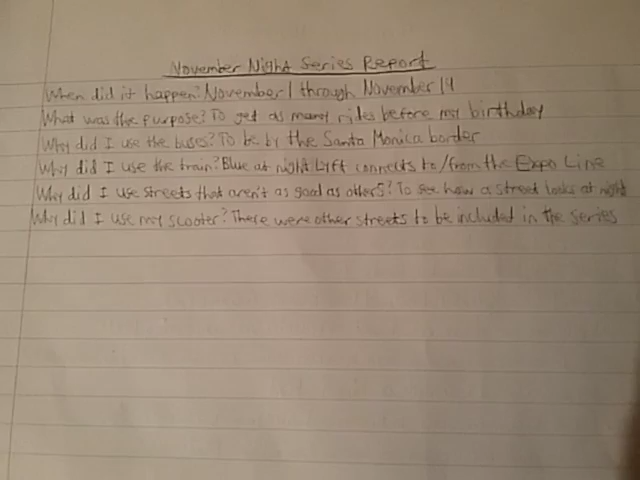 November Night Series Report
When did it happen? November 1 through November 14
What was the purpose? To get as many rides before my birthday
Why did I use the buses? To be by the Santa Monica border
Why did I use the train? Blue at night Lyft connects to/from the Expo Line
Why did I use streets that aren't as good as others? To see how a street looks at night
Why did I use my scooter? There were other streets to be included in the series